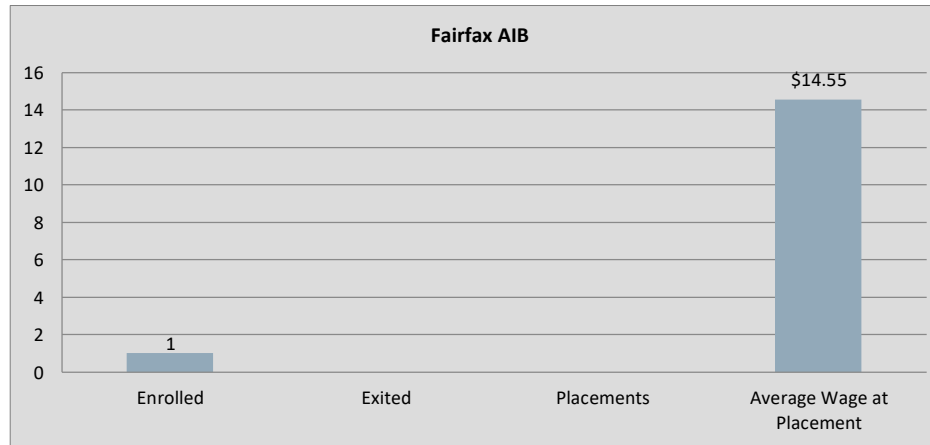 Fairfax AIB
16
14
12
10
8
6
4
2
0
1
$14.55
Enrolled
Exited
Placements
Average Wage at
Placement